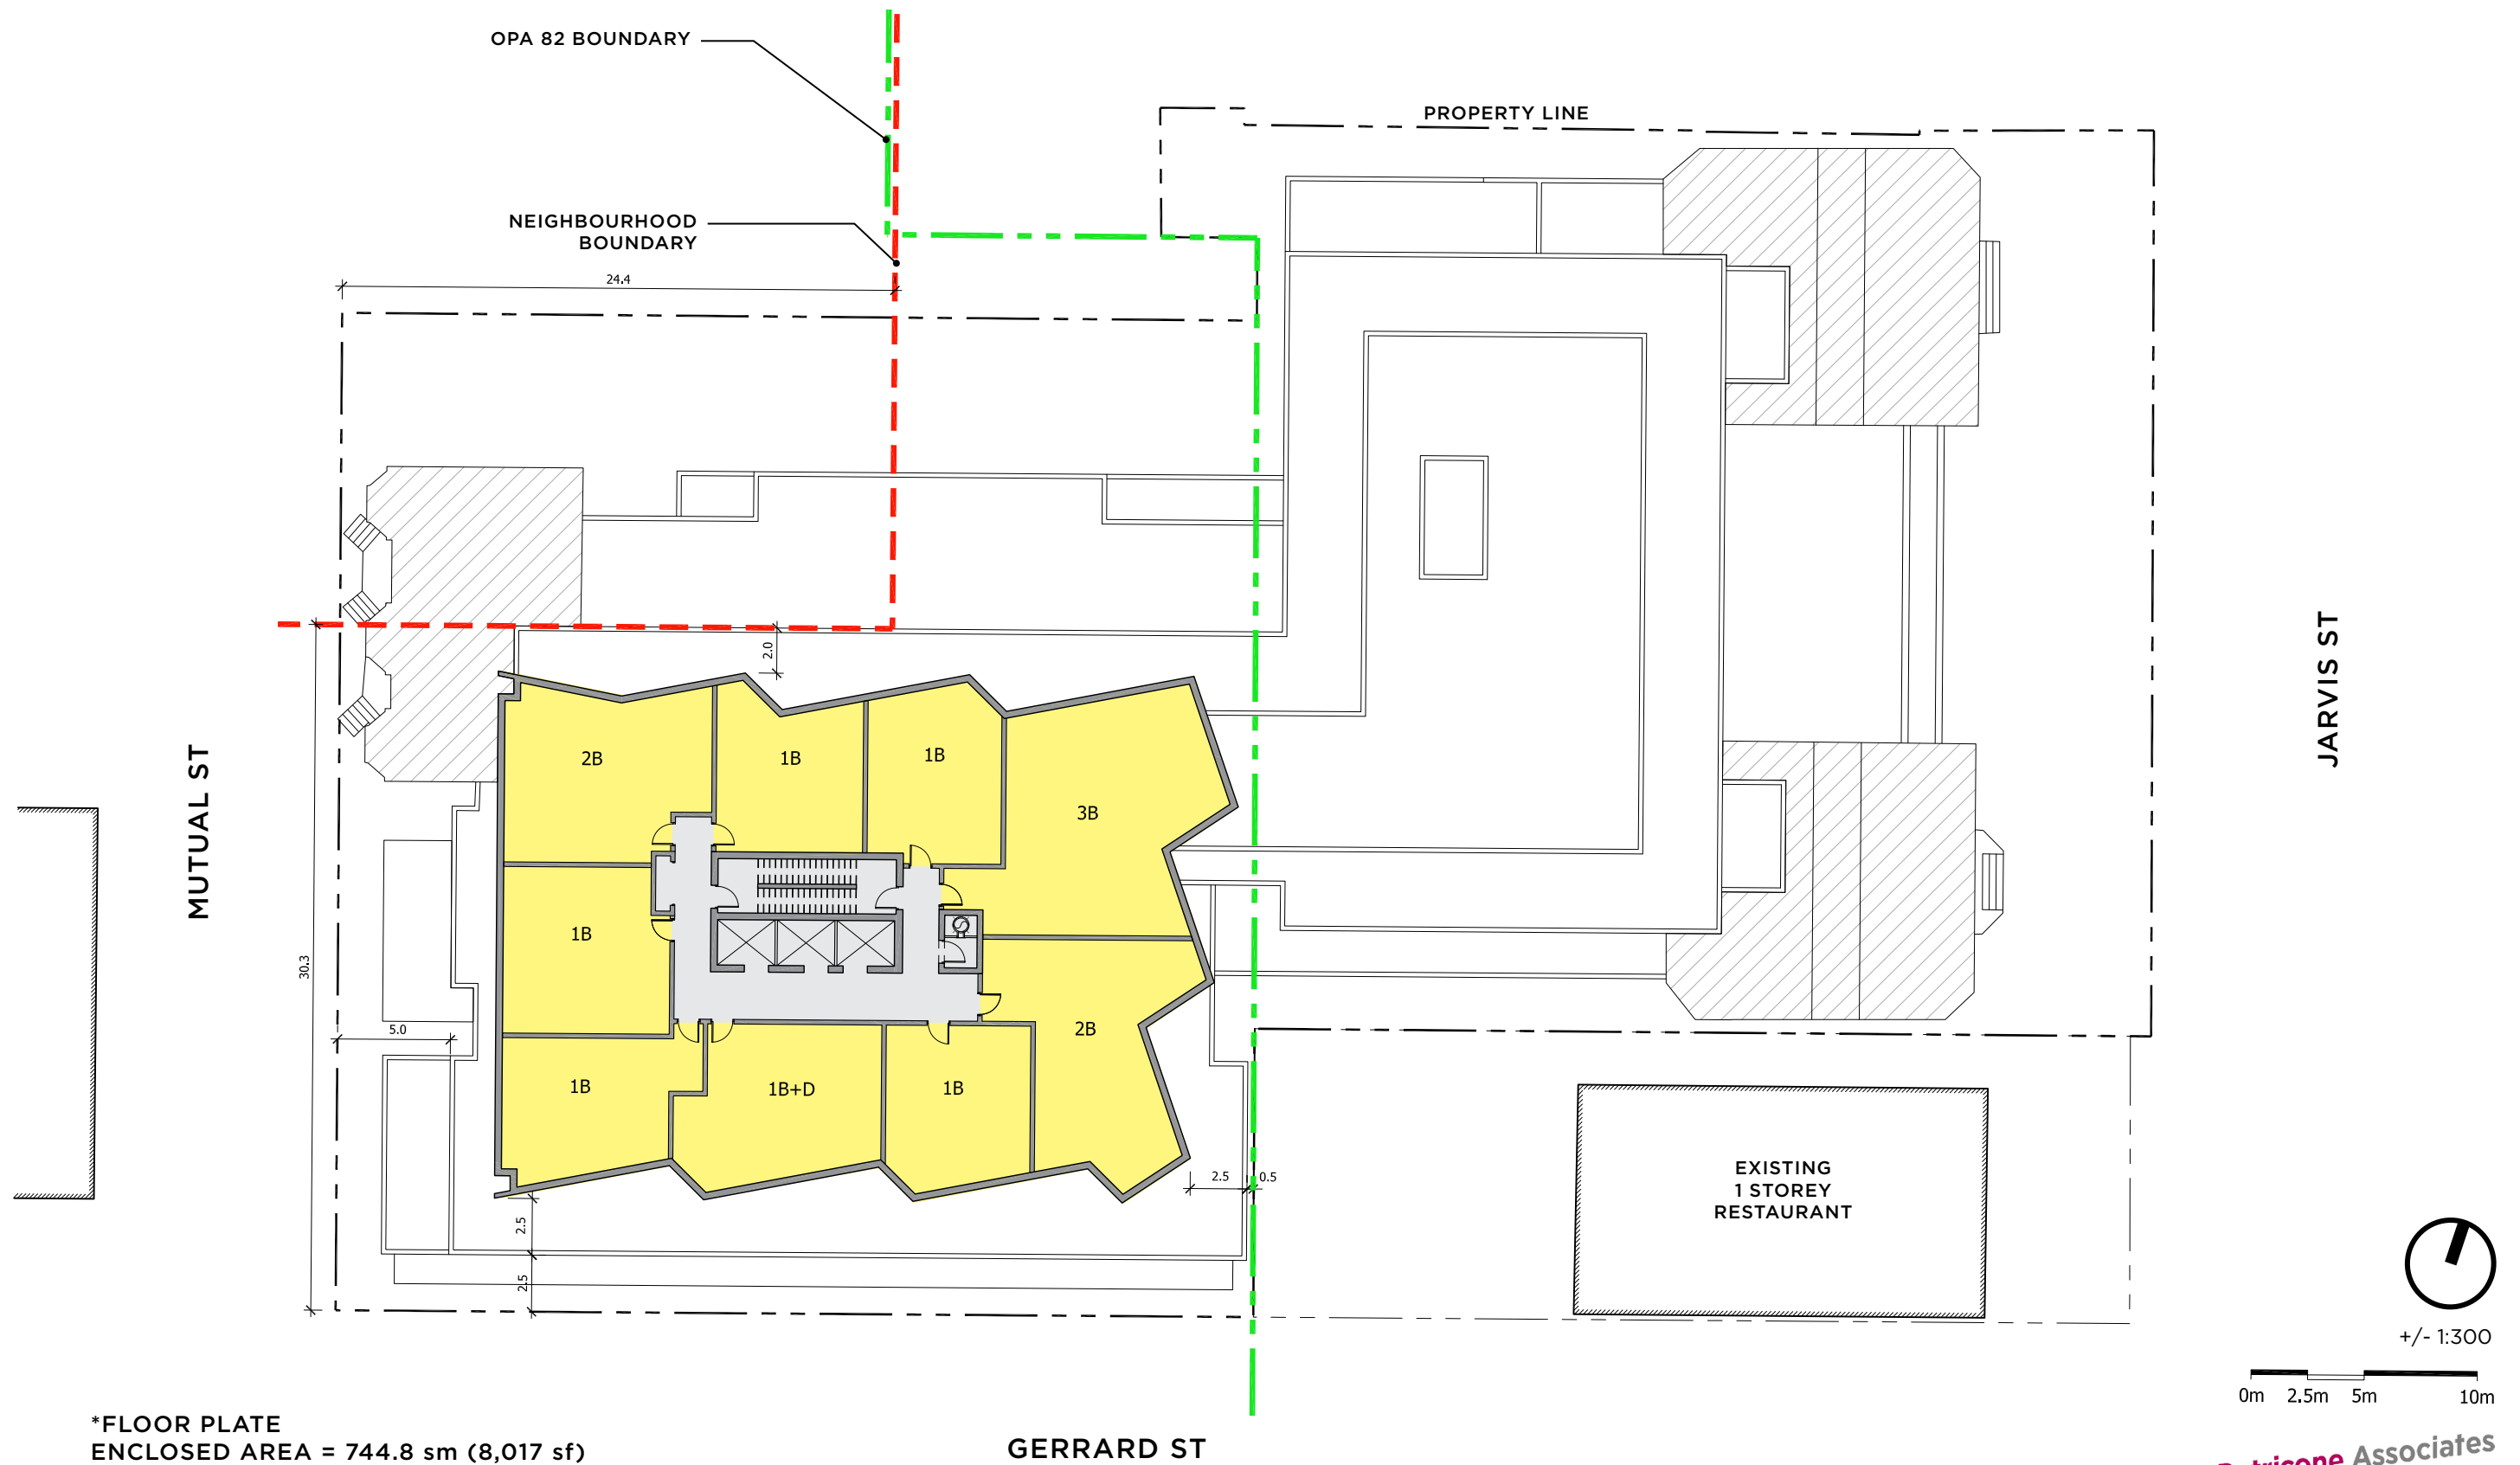 OPA 82 BOUNDARY
PROPERTY LINE
NEIGHBOURHOOD
BOUNDARY
24.4
2.0
2B
1B
1B
3B
MUTUAL ST
JARVIS ST
1B
30.3
5.0
2B
1B
1B+D
1B
2.5
0.5
2.5
2.5
EXISTING
1 STOREY
RESTAURANT
+/- 1:300
0m 2.5m 5m 10m
*FLOOR PLATE
ENCLOSED AREA = 744.8 sm (8,017 sf)
GERRARD ST
Associates